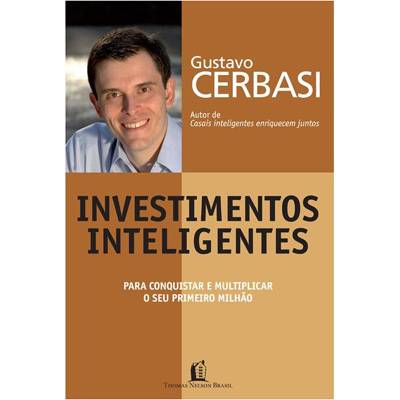 Gustavo
CERBASI
Autor de
Casais inteligentes enriquecem juntos
INVESTIMENTOS
INTELIGENTES
PARA CONQUISTAR E MULTIPLICAR
O SEU PRIMEIRO MILHÃO
THOMAS NELSON BRASIL